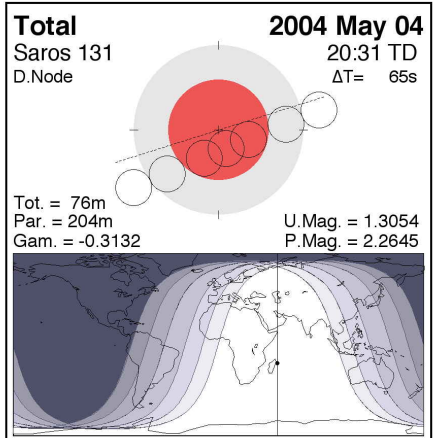 Total 2004 May 04
Saros 131 20:31 TD
D.Node ΔT= 65s
Tot. = 76m
Par. = 204m U.Mag. = 1.3054
Gam. = -0.3132 P.Mag. = 2.2645